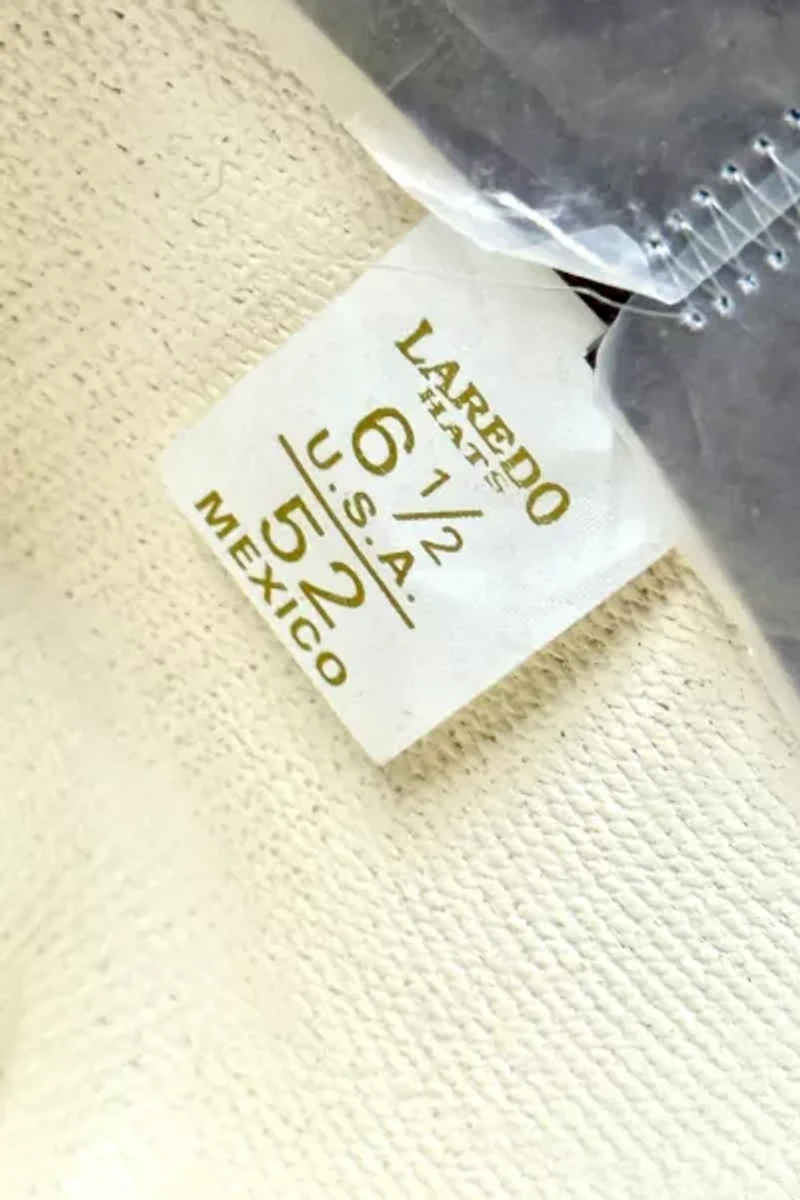 LAREDO
HATS
6 1/2
U.S.A.
52
MEXICO